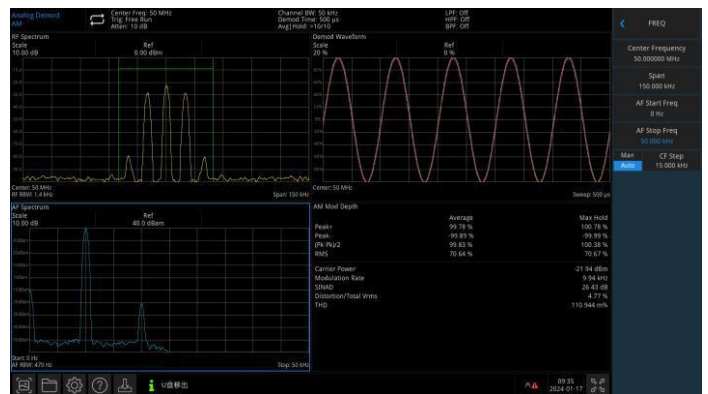 Analog Demod
AM
Center Freq: 50 MHz
Trig: Free Run
Atten: 10 dB
Channel BW: 50 kHz
Demod Time: 500 µs
Avg|Hold: >10/10
LPF: Off
HPF: Off
BPF: Off
RF Spectrum
Scale
10.00 dB
Ref
0.00 dBm
Center: 50 MHz
RF RBW: 1.4 kHz
Span: 150 kHz
Demod Waveform
Scale
20 %
Ref
0 %
Center: 50 MHz
Sweep: 500 µs
AF Spectrum
Scale
10.00 dB
Ref
40.0 dBam
Start: 0 Hz
AF RBW: 470 Hz
Stop: 50 kHz
AM Mod Depth
Average
Max Hold
Peak+
99.78 %
100.78 %
Peak-
-99.89 %
-99.99 %
(Pk-Pk)/2
99.83 %
100.38 %
RMS
70.64 %
70.67 %
Carrier Power
-21.94 dBm
Modulation Rate
9.94 kHz
SINAD
26.43 dB
Distortion/Total Vrms
4.77 %
THD
110.944 m%
FREQ
Center Frequency
50.000000 MHz
Span
150.000 kHz
AF Start Freq
0 Hz
AF Stop Freq
50.000 kHz
Man
Auto
CF Step
15.000 kHz
U盘移出
09:35
2024-01-17